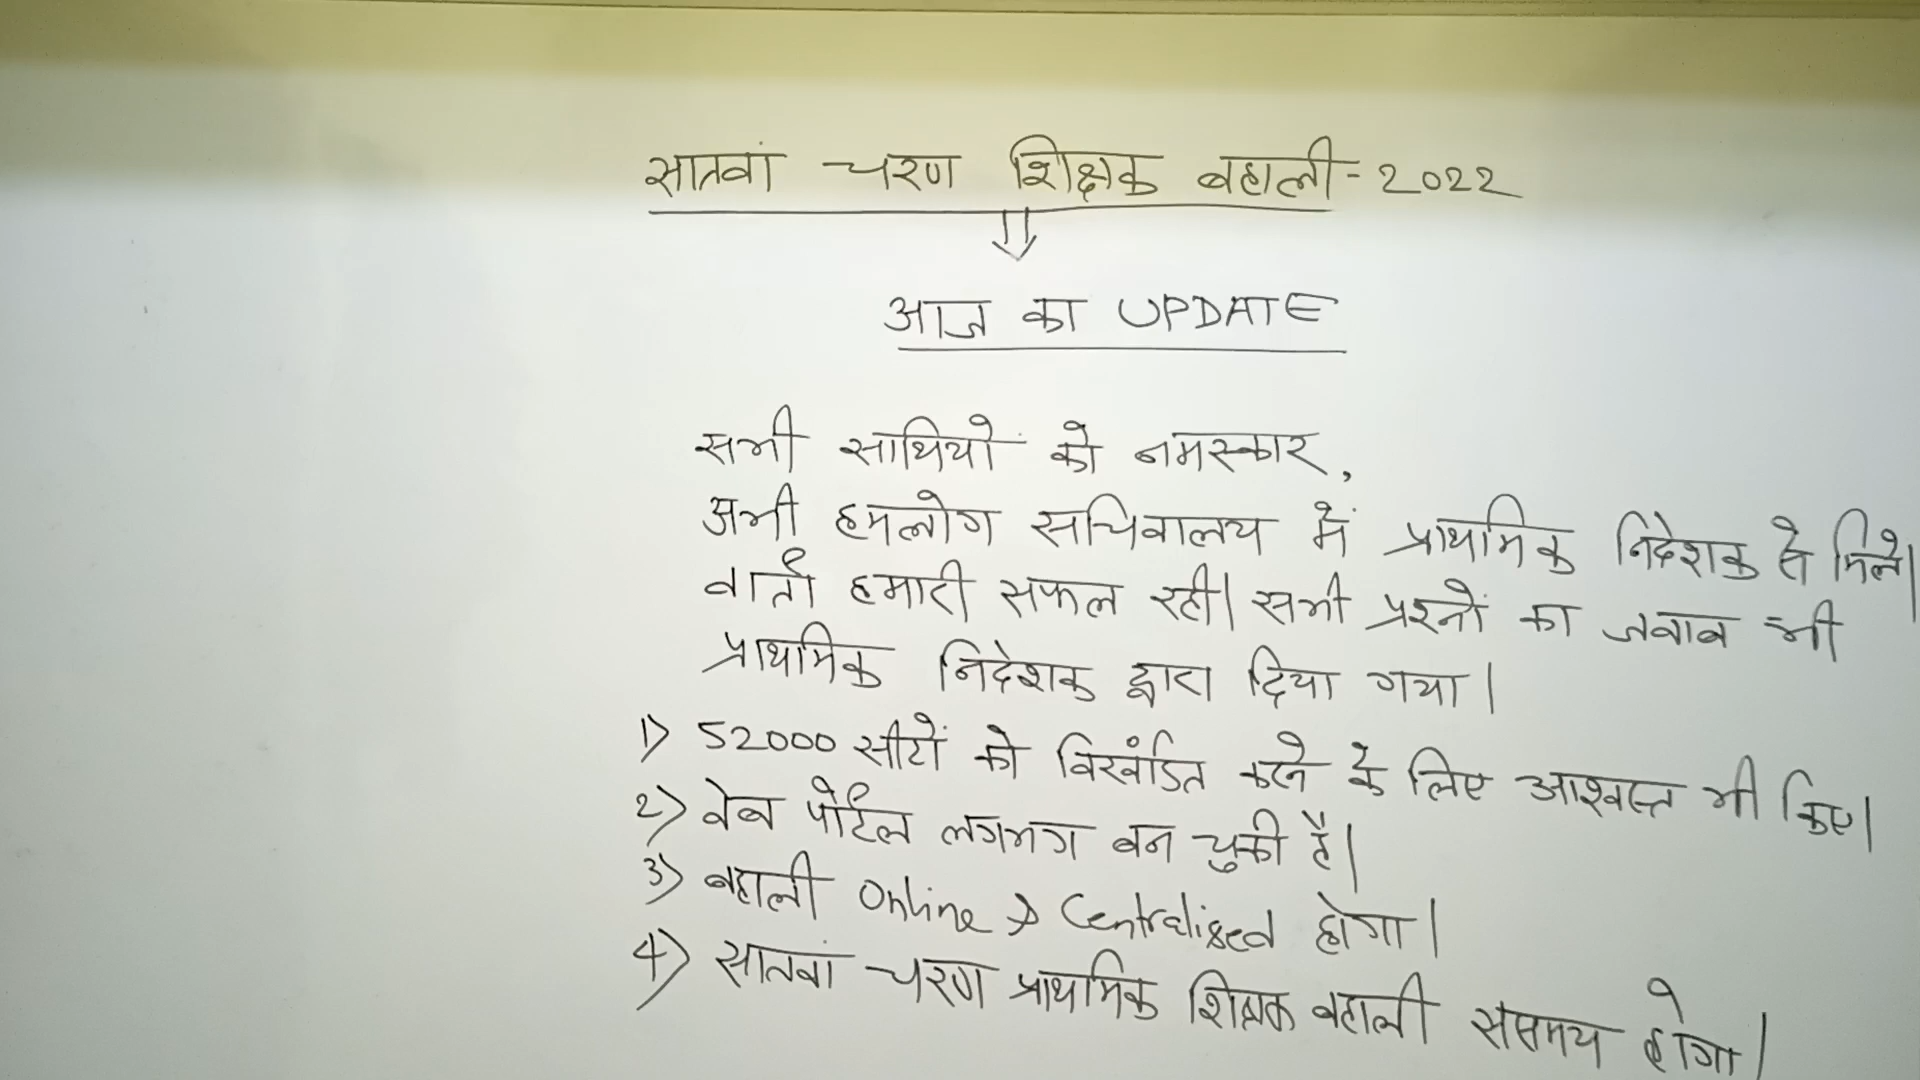 सातवां चरण शिक्षक बहाली-2022
⇓
आज का UPDATE
सभी साथियों को नमस्कार,
अभी हमलोग सचिवालय में प्राथमिक निदेशक से मिले।
वार्ता हमारी सफल रही। सभी प्रश्नों का जवाब भी
प्राथमिक निदेशक द्वारा दिया गया।
1) 52000 सीटों को विखंडित करने के लिए आश्वस्त भी किए।
2) वेब पोर्टल लगभग बन चुकी है।
3) बहाली Online → Centralised होगा।
4) सातवां चरण प्राथमिक शिक्षक बहाली ससमय होगा।